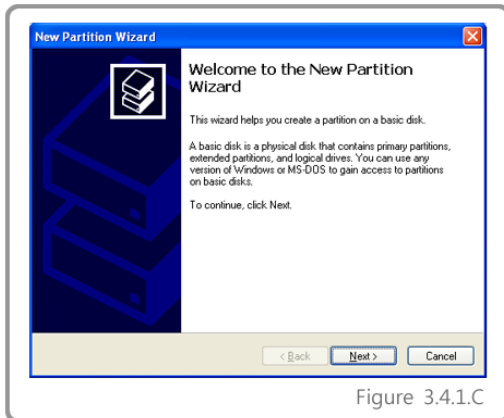 New Partition Wizard
Welcome to the New Partition
Wizard
This wizard helps you create a partition on a basic disk.
A basic disk is a physical disk that contains primary partitions,
extended partitions, and logical drives. You can use any
version of Windows or MS-DOS to gain access to partitions
on basic disks.
To continue, click Next.
< Back
Next >
Cancel
Figure 3.4.1.C